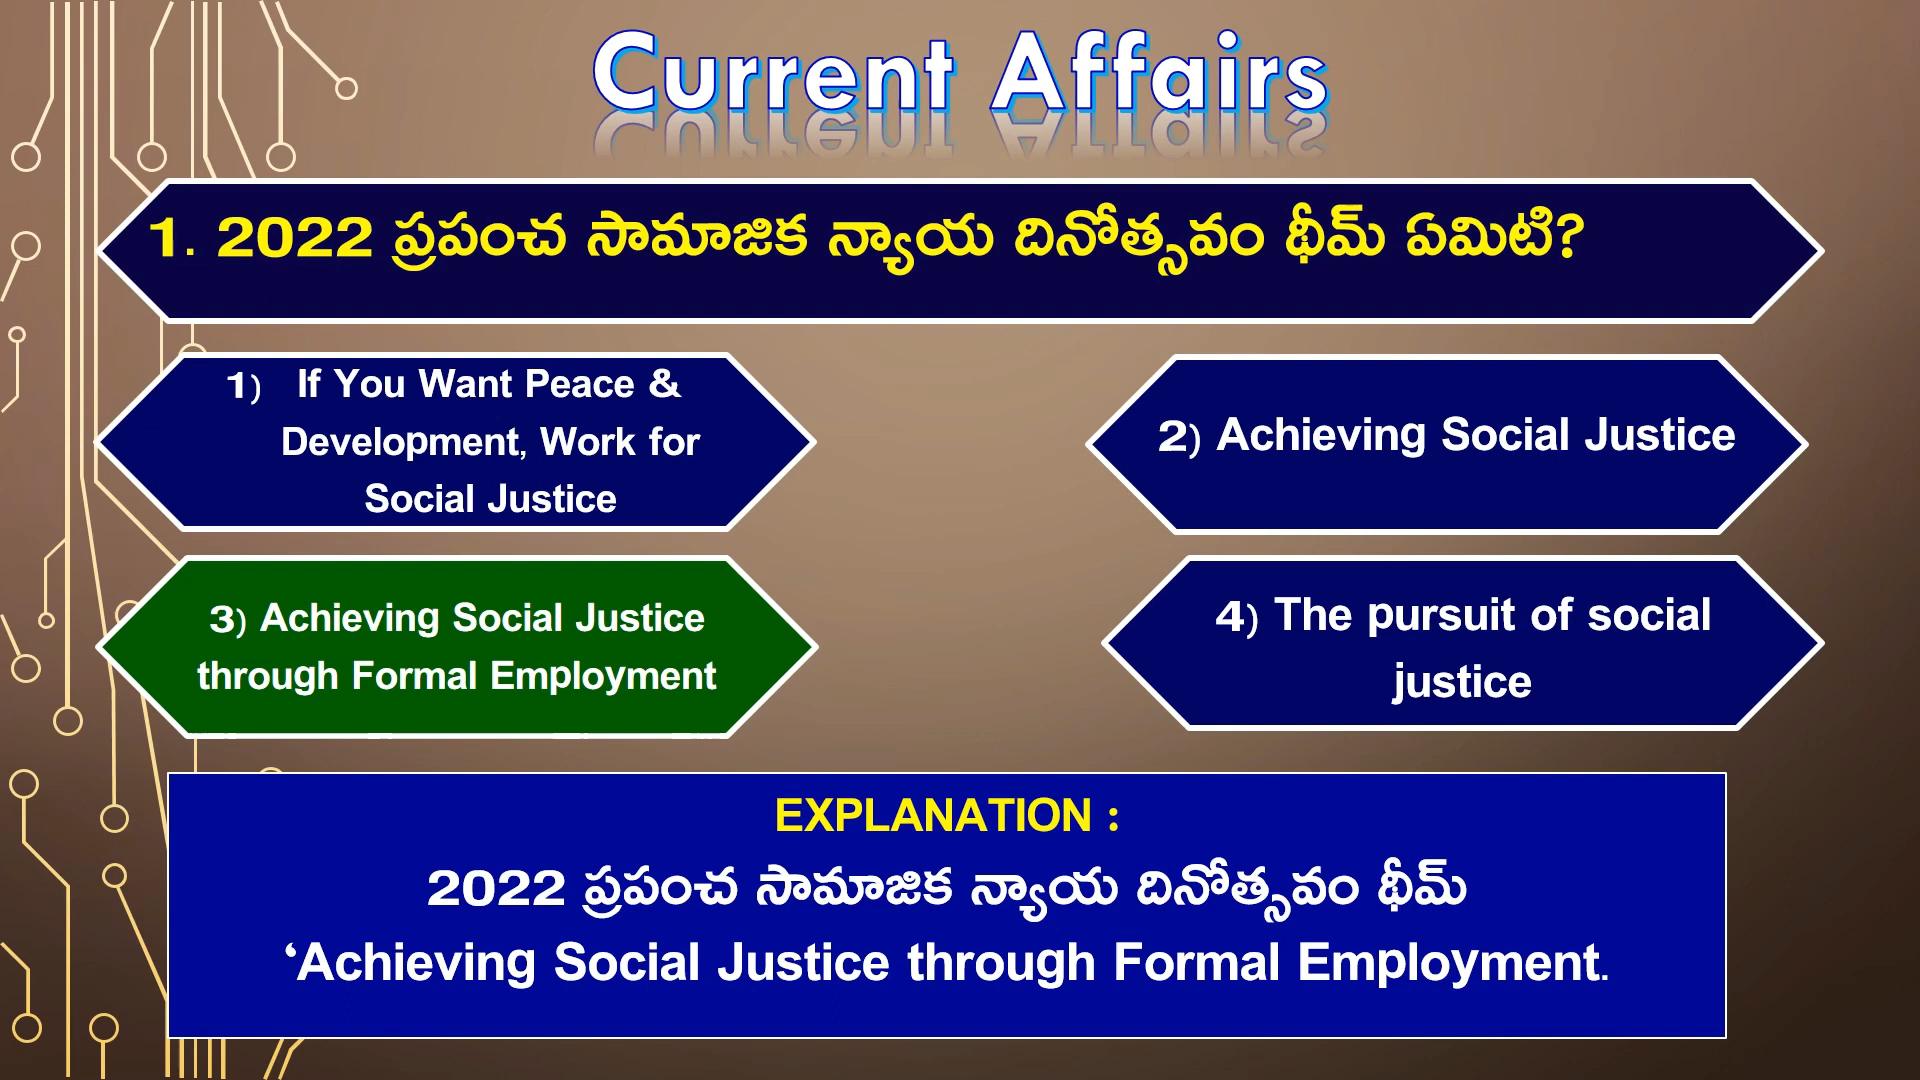 Current Affairs
1. 2022 ప్రపంచ సామాజిక న్యాయ దినోత్సవం థీమ్ ఏమిటి?
1) If You Want Peace &
Development, Work for
Social Justice
2) Achieving Social Justice
3) Achieving Social Justice
through Formal Employment
4) The pursuit of social
justice
EXPLANATION :
2022 ప్రపంచ సామాజిక న్యాయ దినోత్సవం థీమ్
‘Achieving Social Justice through Formal Employment.